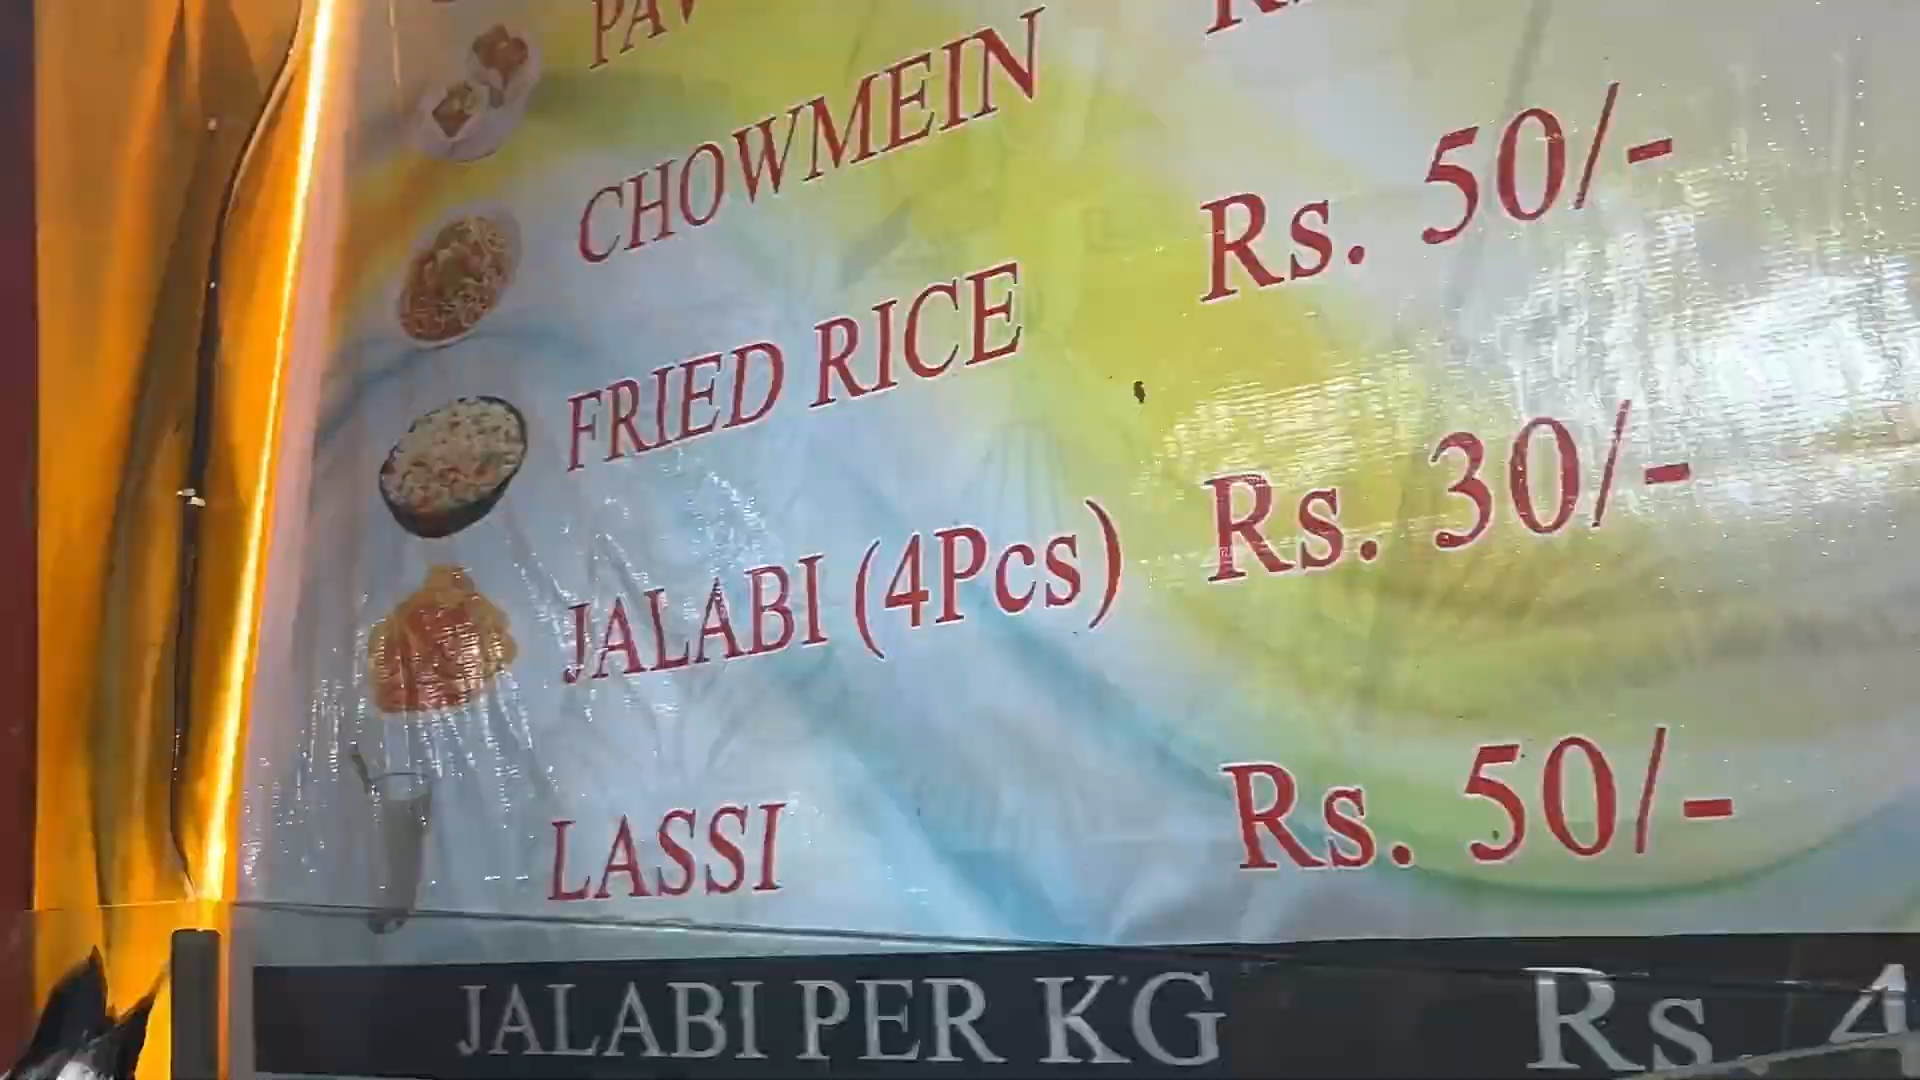 CHOWMEIN
FRIED RICE Rs. 50/-
JALABI (4Pcs) Rs. 30/-
LASSI Rs. 50/-
JALABI PER KG Rs